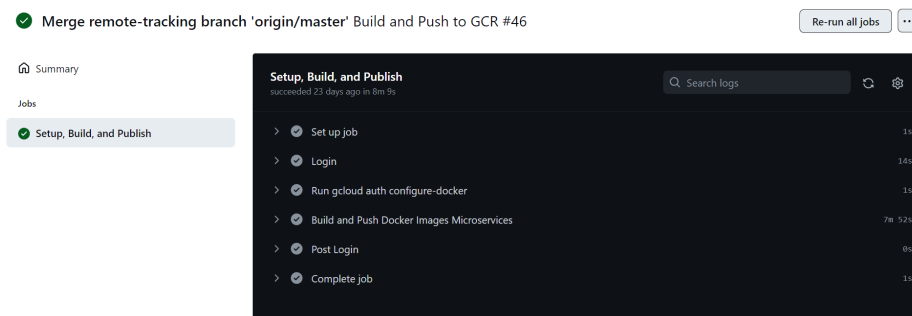 Merge remote-tracking branch 'origin/master' Build and Push to GCR #46
Re-run all jobs
Summary
Jobs
Setup, Build, and Publish
Setup, Build, and Publish
succeeded 23 days ago in 8m 9s
Search logs
Set up job 1s
Login 14s
Run gcloud auth configure-docker 1s
Build and Push Docker Images Microservices 7m 52s
Post Login 0s
Complete job 1s